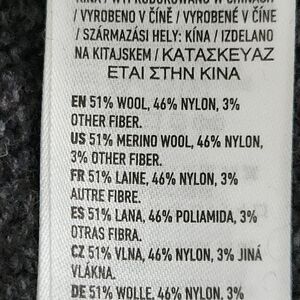 / VYROBENO V ČÍNĚ / VYROBENÉ V ČÍNE
/ SZÁRMAZÁSI HELY: KÍNA / IZDELANO
NA KITAJSKEM / ΚΑΤΑΣΚΕΥΑΖ
ΕΤΑΙ ΣΤΗΝ ΚΙΝΑ
EN 51% WOOL, 46% NYLON, 3%
OTHER FIBER.
US 51% MERINO WOOL, 46% NYLON,
3% OTHER FIBER.
FR 51% LAINE, 46% NYLON, 3%
AUTRE FIBRE.
ES 51% LANA, 46% POLIAMIDA, 3%
OTRAS FIBRA.
CZ 51% VLNA, 46% NYLON, 3% JINÁ
VLÁKNA.
DE 51% WOLLE, 46% NYLON, 3%